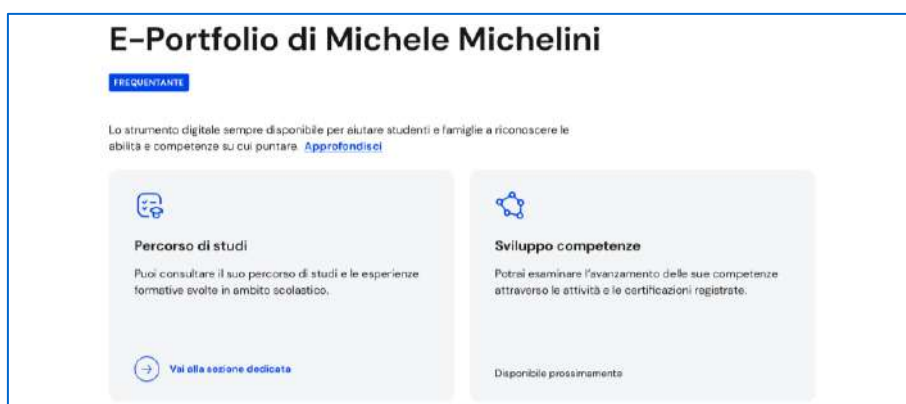 E-Portfolio di Michele Michelini
FREQUENTANTE
Lo strumento digitale sempre disponibile per aiutare studenti e famiglie a riconoscere le
abilità e competenze su cui puntare. Approfondisci
Percorso di studi
Puoi consultare il suo percorso di studi e le esperienze
formative svolte in ambito scolastico.
Vai alla sezione dedicata
Sviluppo competenze
Potrai esaminare l'avanzamento delle sue competenze
attraverso le attività e le certificazioni registrate.
Disponibile prossimamente